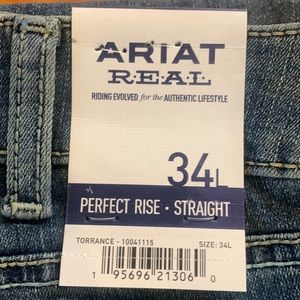 ARIAT
REAL
RIDING EVOLVED for the AUTHENTIC LIFESTYLE
34L
PERFECT RISE · STRAIGHT
TORRANCE - 10041115 SIZE: 34L
1 95696 21306 0